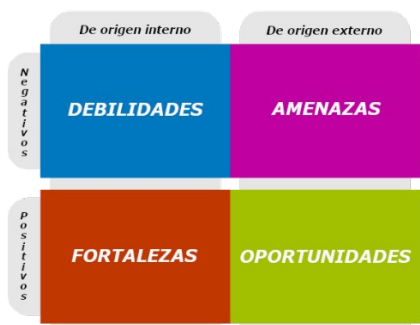 De origen interno
De origen externo
Negativos
DEBILIDADES
AMENAZAS
Positivos
FORTALEZAS
OPORTUNIDADES